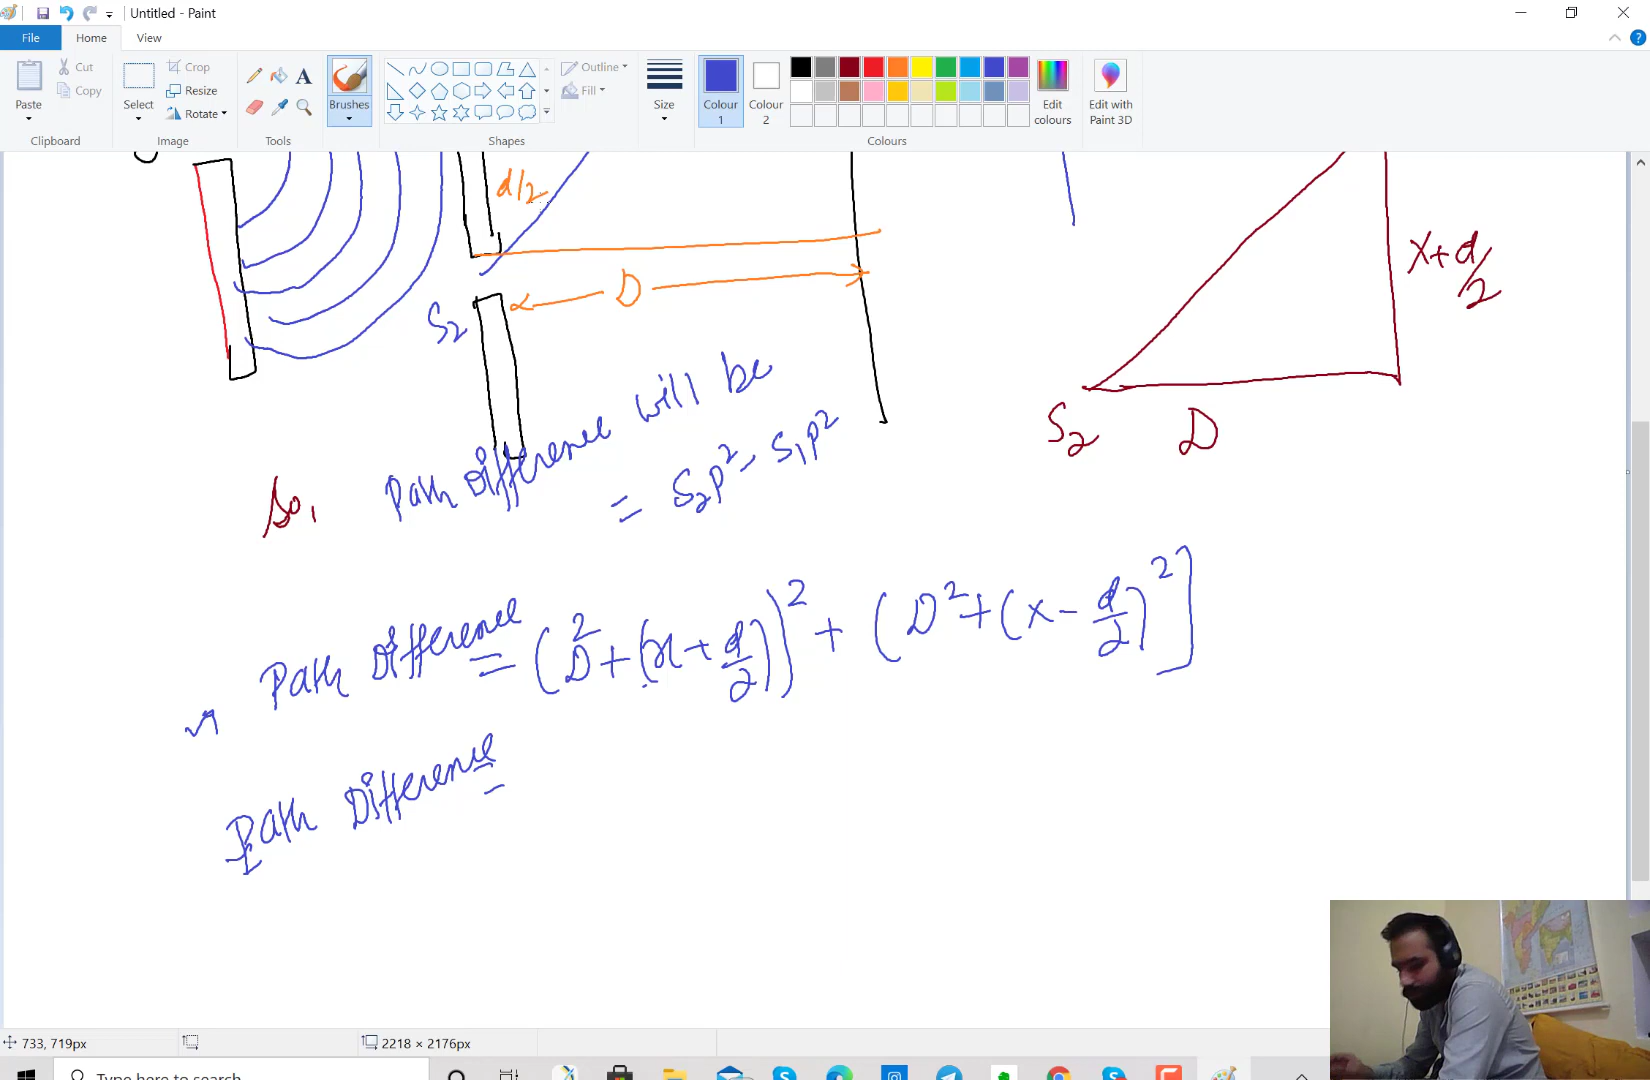 Untitled - Paint
File Home View
Paste
Cut
Copy
Clipboard
Select
Crop
Resize
Rotate
Image
Tools
Brushes
Shapes
Outline
Fill
Size
Colour 1
Colour 2
Edit colours
Edit with Paint 3D
Colours
d/2
D
S2
x+d/2
S2 D
So, Path Difference will be
= S2P² - S1P²
Path Difference = (D²+(x+d/2)²) + (D²+(x-d/2)²]
Path Difference =
733, 719px
2218 × 2176px
Type here to search